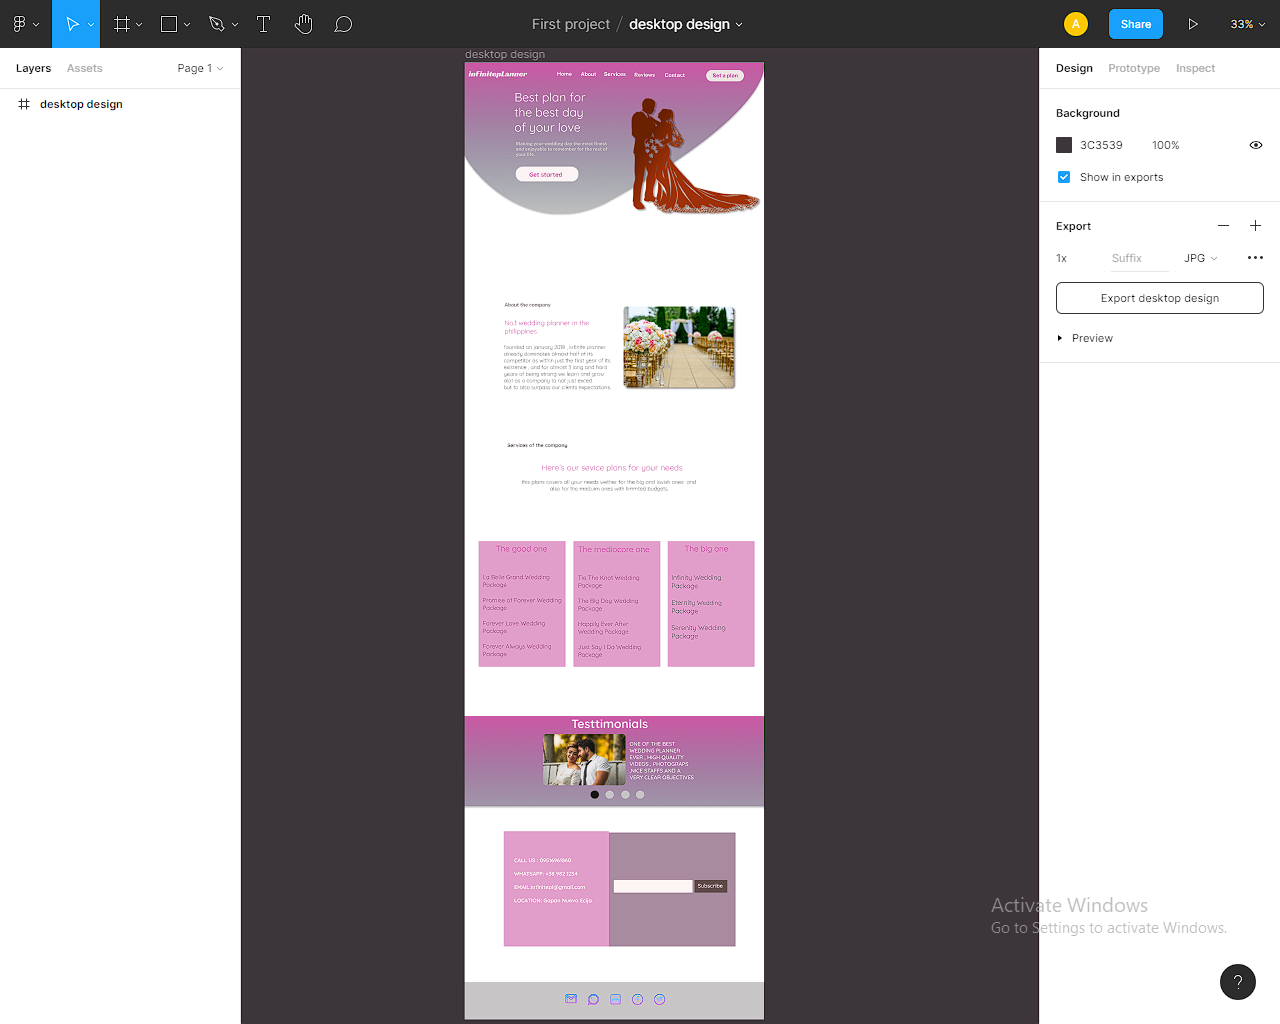 First project / desktop design
Share
33%
A
Layers
Assets
Page 1
desktop design
desktop design
infiniteplanner
Home
About
Services
Reviews
Contact
Get a plan
Best plan for
the best day
of your love
Making your wedding day the most finest
and enjoyable to remember for the rest of
your life.
Get started
About the company
No.1 wedding planner in the
philippines
founded on january 2019 , infinite planner
already dominates almost half of its
competitor as within just the first year of its
existence , and for almost 3 long and hard
years of being strong we learn and grow
alot as a company to not just exced
but to also surpass our clients expectations.
Services of the company
Here's our sevice plans for your needs
this plans covers all your needs wether for the big and lavish ones and
also for the medium ones with limmited budgets.
The good one
La Belle Grand Wedding
Package
Promise of Forever Wedding
Package
Forever Love Wedding
Package
Forever Always Wedding
Package
The mediocore one
Tie The Knot Wedding
Package
The Big Day Wedding
Package
Happily Ever After
Wedding Package
Just Say I Do Wedding
Package
The big one
Infinity Wedding
Package
Eternity Wedding
Package
Serenity Wedding
Package
Testtimonials
ONE OF THE BEST
WEDDING PLANNER
EVER , HIGH QUALITY
VIDEOS , PHOTOGRAPS
,NICE STAFFS AND A
VERY CLEAR OBJECTIVES
CALL US : 09516961860
WHATSAPP: +38 982 1234
EMAIL:infinitepl@gmail.com
LOCATION: Gapan Nueva Ecija
Subscribe
Design
Prototype
Inspect
Background
3C3539
100%
Show in exports
Export
1x
Suffix
JPG
Export desktop design
Preview
Activate Windows
Go to Settings to activate Windows.
?